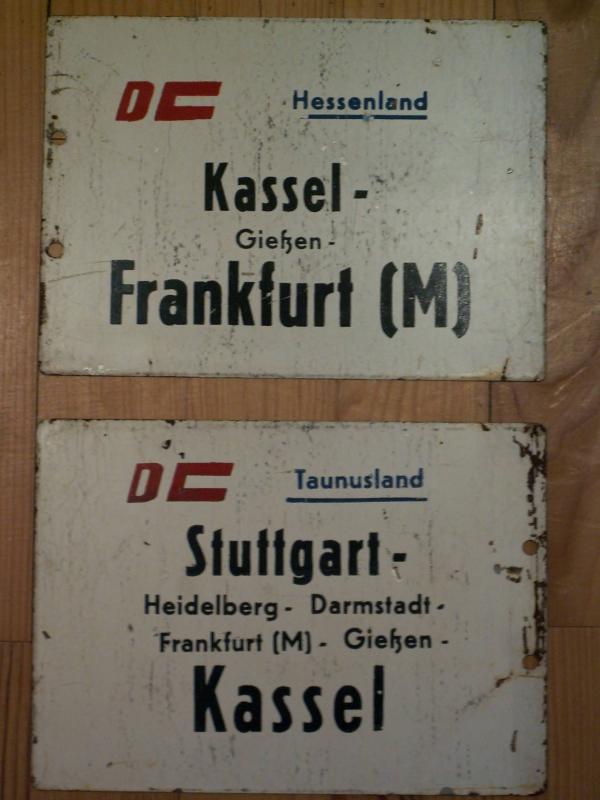 DC Hessenland
Kassel -
Gießen -
Frankfurt (M)
DC Taunusland
Stuttgart -
Heidelberg - Darmstadt -
Frankfurt (M) - Gießen -
Kassel